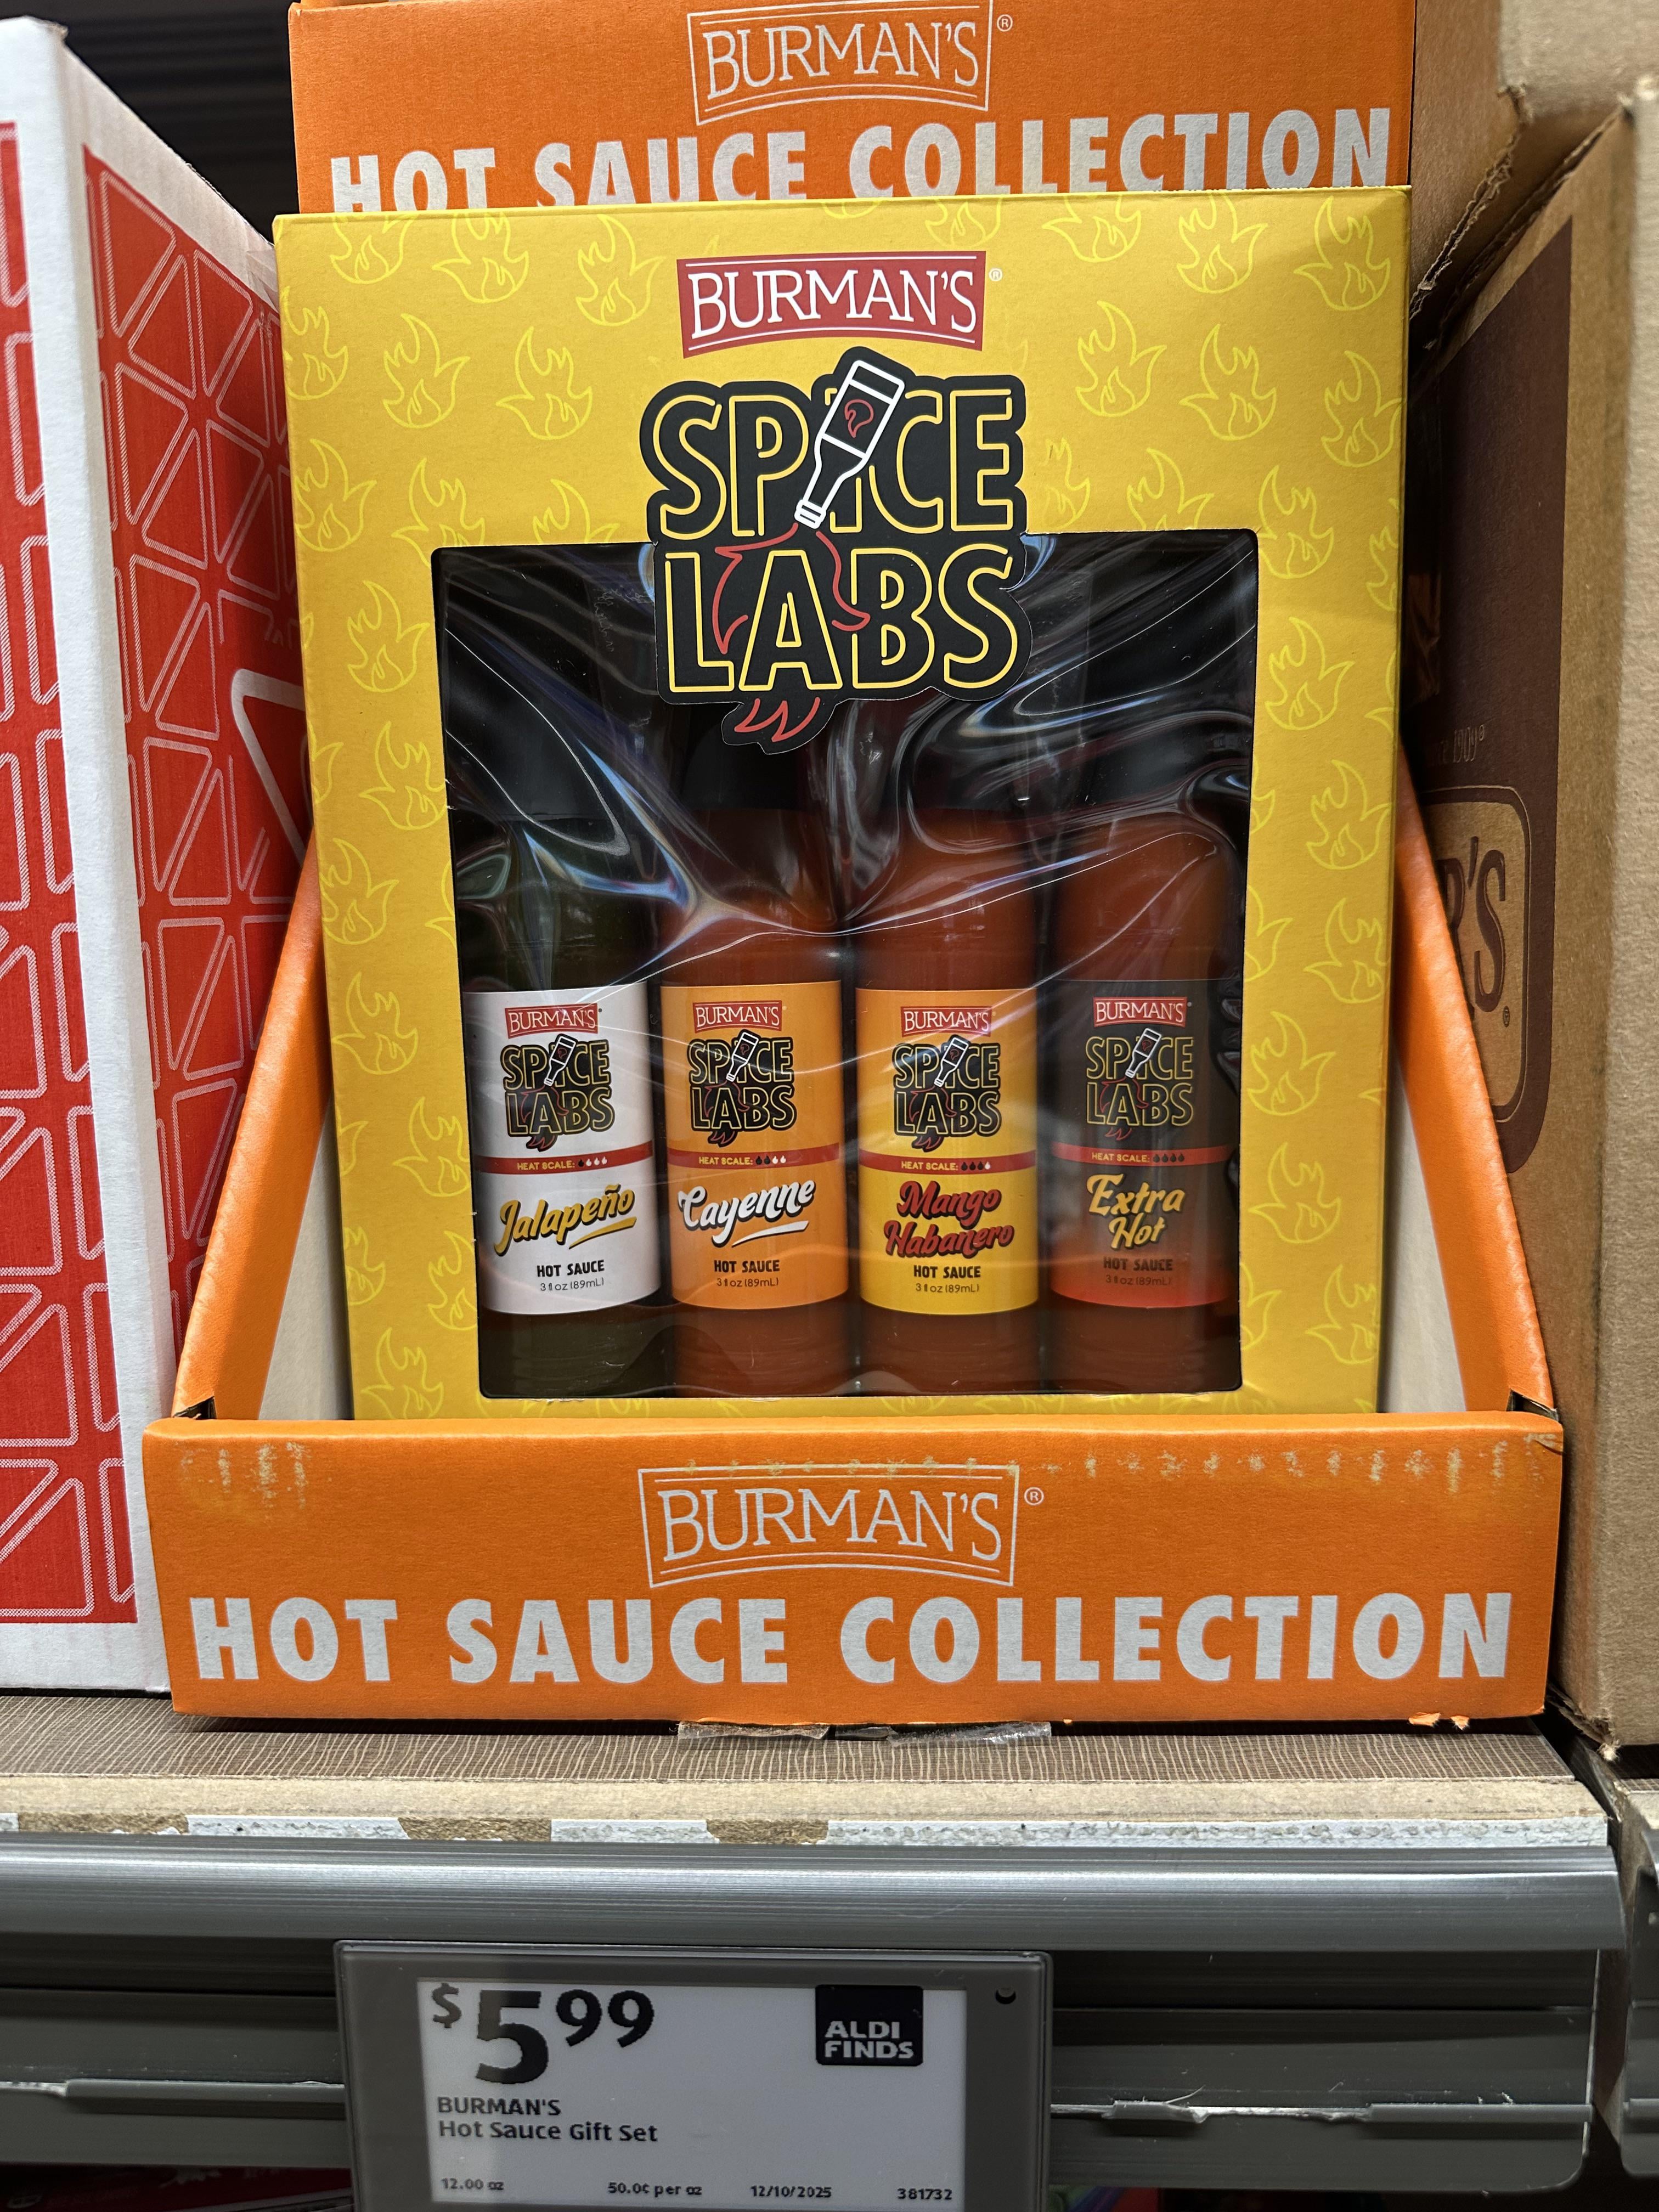 BURMAN'S®
HOT SAUCE COLLECTION
BURMAN'S®
SPICE
LABS
BURMAN'S®
SPICE
LABS
HEAT SCALE:
Jalapeño
HOT SAUCE
3 fl oz (89mL)
BURMAN'S®
SPICE
LABS
HEAT SCALE:
Cayenne
HOT SAUCE
3 fl oz (89mL)
BURMAN'S®
SPICE
LABS
HEAT SCALE:
Mango
Habanero
HOT SAUCE
3 fl oz (89mL)
BURMAN'S®
SPICE
LABS
HEAT SCALE:
Extra
Hot
HOT SAUCE
3 fl oz (89mL)
BURMAN'S®
HOT SAUCE COLLECTION
$5.99
ALDI
FINDS
BURMAN'S
Hot Sauce Gift Set
12.00 oz 50.0¢ per oz 12/10/2025 381732